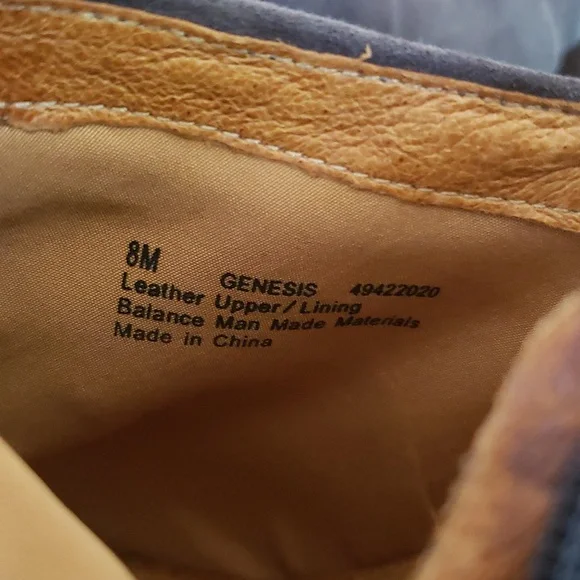 8M GENESIS 49422020
Leather Upper/Lining
Balance Man Made Materials
Made in China